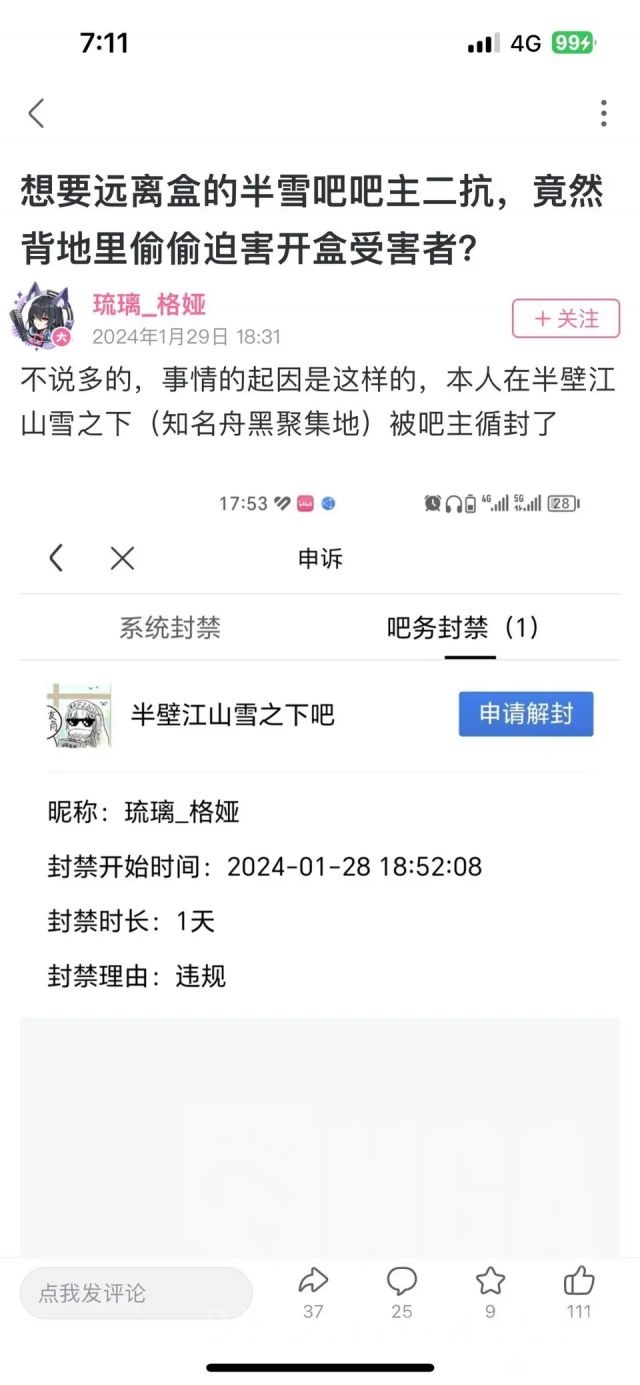 7:11
4G
99
想要远离盒的半雪吧吧主二抗，竟然
背地里偷偷迫害开盒受害者?
琉璃_格娅
大
2024年1月29日 18:31
+ 关注
不说多的，事情的起因是这样的，本人在半壁江
山雪之下（知名舟黑聚集地）被吧主循封了
17:53
4G
5G
28
申诉
系统封禁
吧务封禁（1）
半壁江山雪之下吧
申请解封
昵称：琉璃_格娅
封禁开始时间：2024-01-28 18:52:08
封禁时长：1天
封禁理由：违规
NGA
点我发评论
37
25
9
111